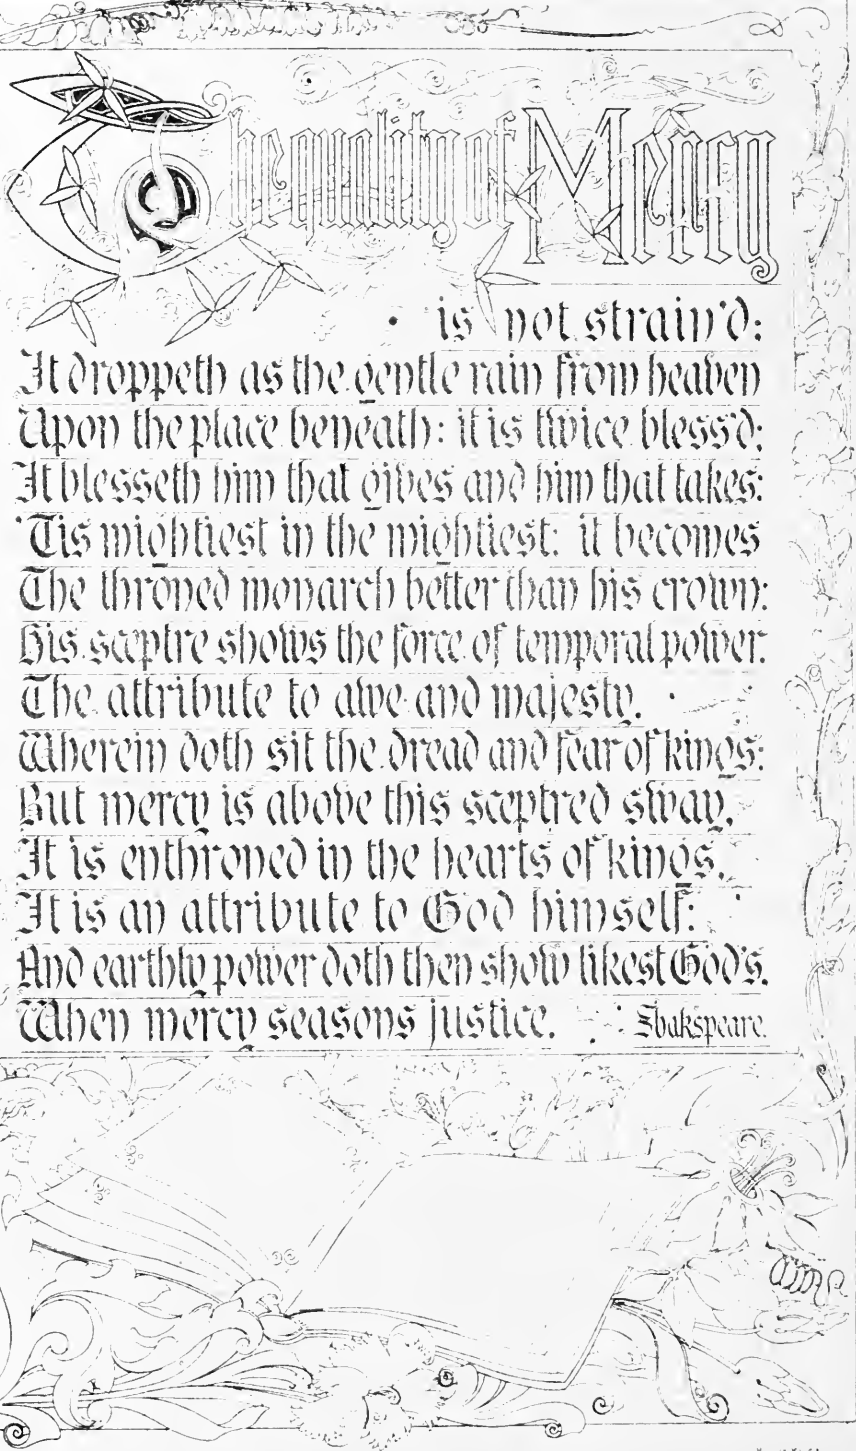 The quality of Mercy
is not strain'd:
It droppeth as the gentle rain from heaven
Upon the place beneath: it is twice bless'd;
It blesseth him that gives and him that takes:
'Tis mightiest in the mightiest: it becomes
The throned monarch better than his crown:
His sceptre shows the force of temporal power.
The attribute to awe and majesty.
Wherein doth sit the dread and fear of kings:
But mercy is above this sceptred sway,
It is enthroned in the hearts of kings,
It is an attribute to God himself:
And earthly power doth then show likest God's,
When mercy seasons justice.
Shakspeare.